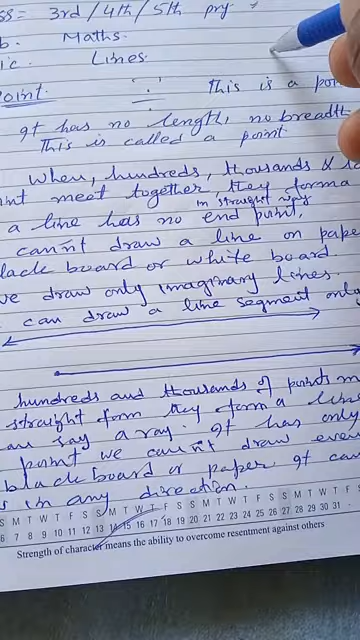 ss= 3rd/4th/5th pry
b. Maths.
ic. Lines.
Point. This is a poi
It has no length, no breadth
This is called a point.
When, hundreds, thousands &
int meet together, they forma
in straight way
a line has no end point,
cann't draw a line on pape
lack board or white board.
we draw only imaginary lines.
can draw a line segment only
hundreds and thousands of points m
straight form they form a line
an say a ray. It has only
point we cann't draw even
black board or paper. It can
s in any direction.
S M T W T F S S M T W T F S S M T W T F S S M T W T F S S M T W T
6 7 8 9 10 11 12 13 14 15 16 17 18 19 20 21 22 23 24 25 26 27 28 29 30 31
Strength of character means the ability to overcome resentment against others